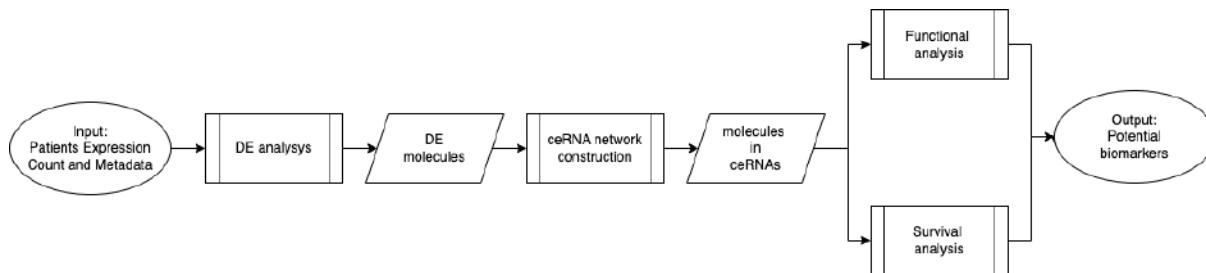 Input:
Patients Expression
Count and Metadata
DE analysys
DE
molecules
ceRNA network
construction
molecules
in
ceRNAs
Functional
analysis
Survival
analysis
Output:
Potential
biomarkers